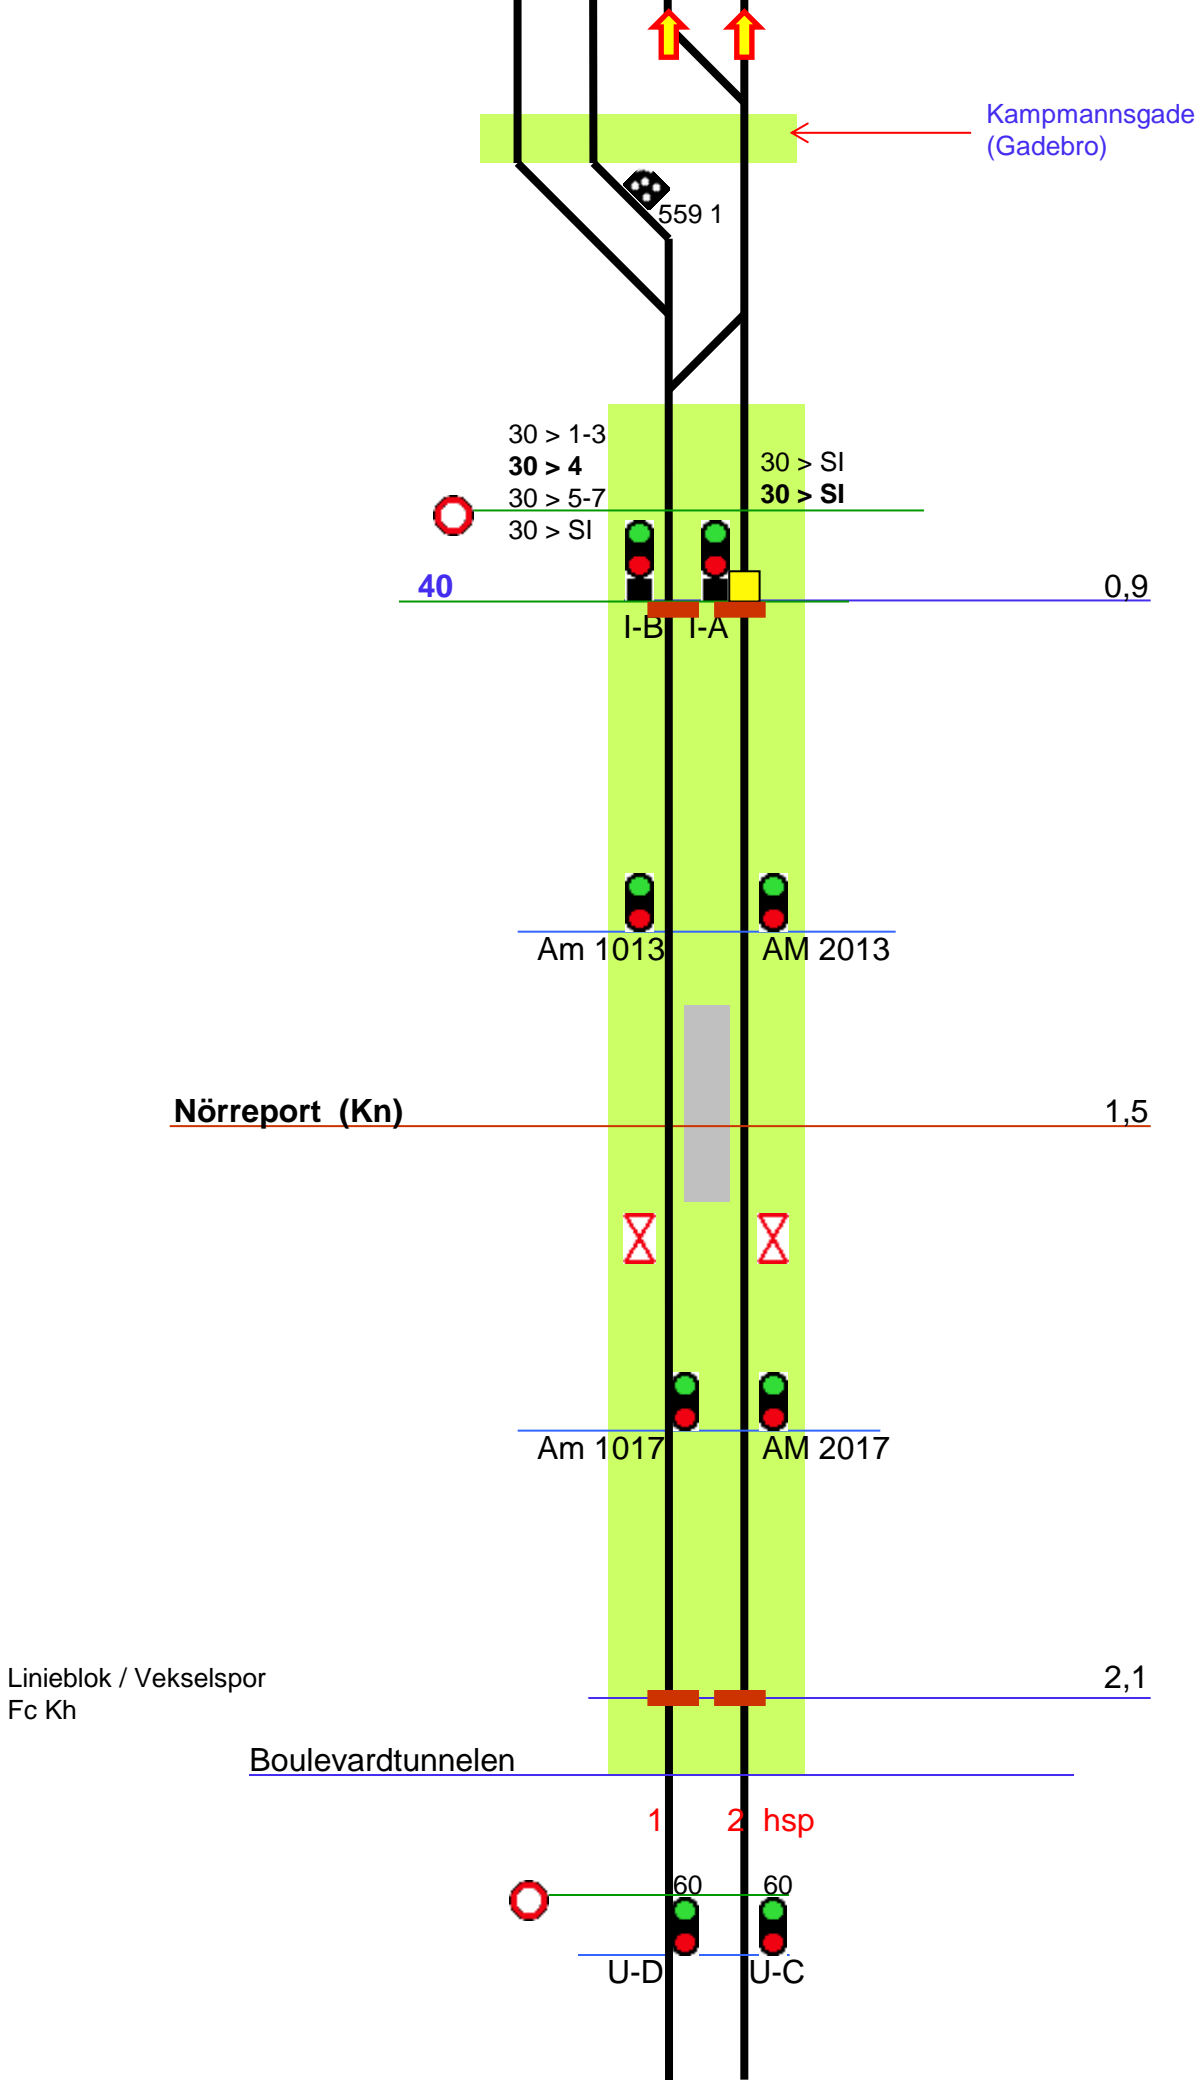 Kampmannsgade
(Gadebro)
559 1
30 > 1-3
30 > 4
30 > 5-7
30 > SI
30 > SI
30 > SI
40
0,9
I-B
I-A
Am 1013
AM 2013
Nörreport (Kn)
1,5
Am 1017
AM 2017
Linieblok / Vekselspor
Fc Kh
2,1
Boulevardtunnelen
1
2 hsp
60
60
U-D
U-C